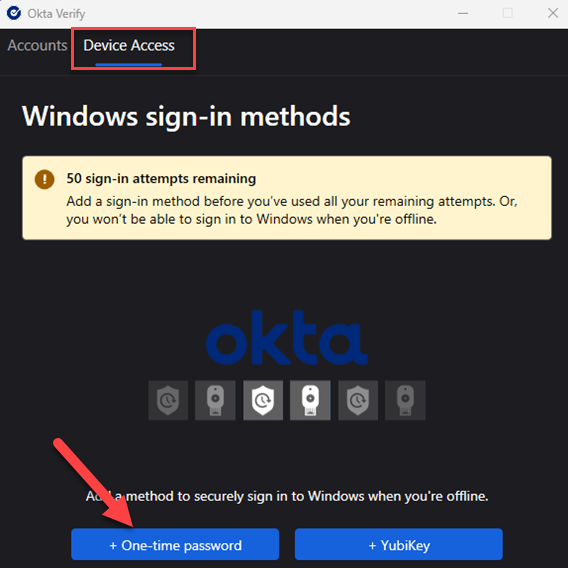 Okta Verify
Accounts Device Access
Windows sign-in methods
50 sign-in attempts remaining
Add a sign-in method before you've used all your remaining attempts. Or,
you won't be able to sign in to Windows when you're offline.
okta
Add a method to securely sign in to Windows when you're offline.
+ One-time password + YubiKey